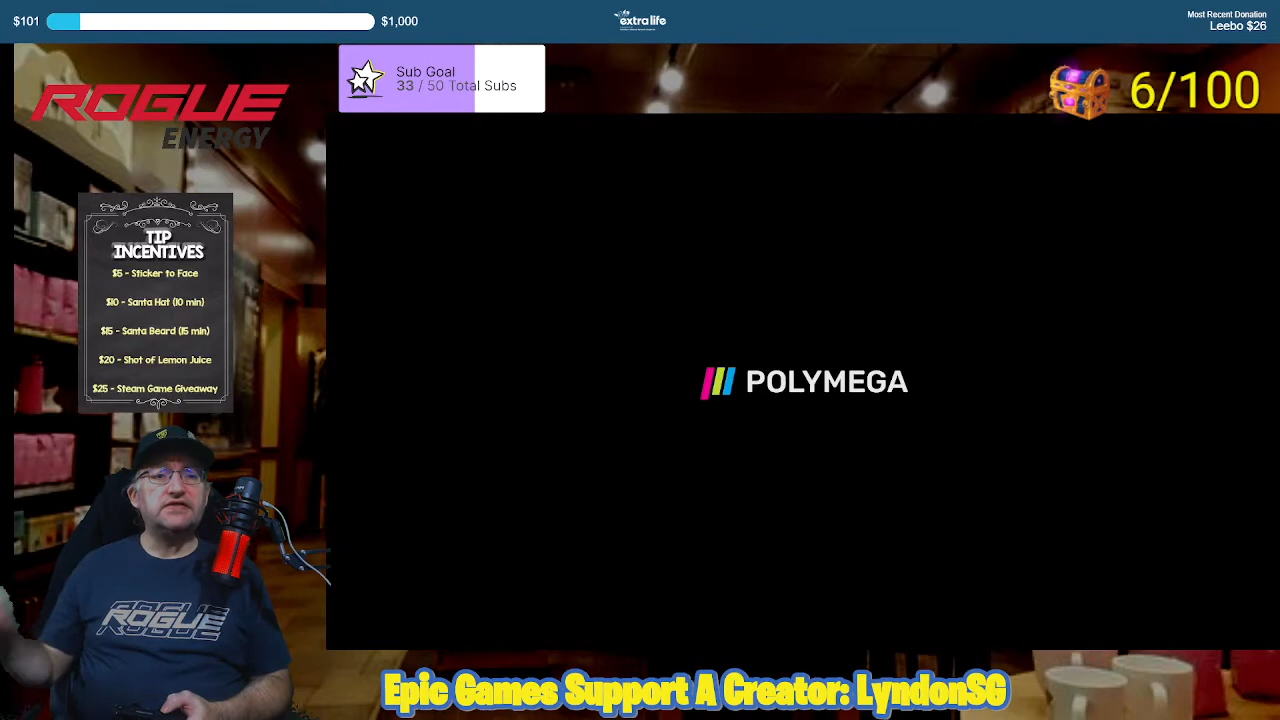 $101
$1,000
extralife
Most Recent Donation
Leebo $26
Sub Goal
33 / 50 Total Subs
6/100
ROGUE
ENERGY
TIP
INCENTIVES
$5 - Sticker to Face
$10 - Santa Hat (10 min)
$15 - Santa Beard (15 min)
$20 - Shot of Lemon Juice
$25 - Steam Game Giveaway
POLYMEGA
ROGUE
Epic Games Support A Creator: LyndonSG